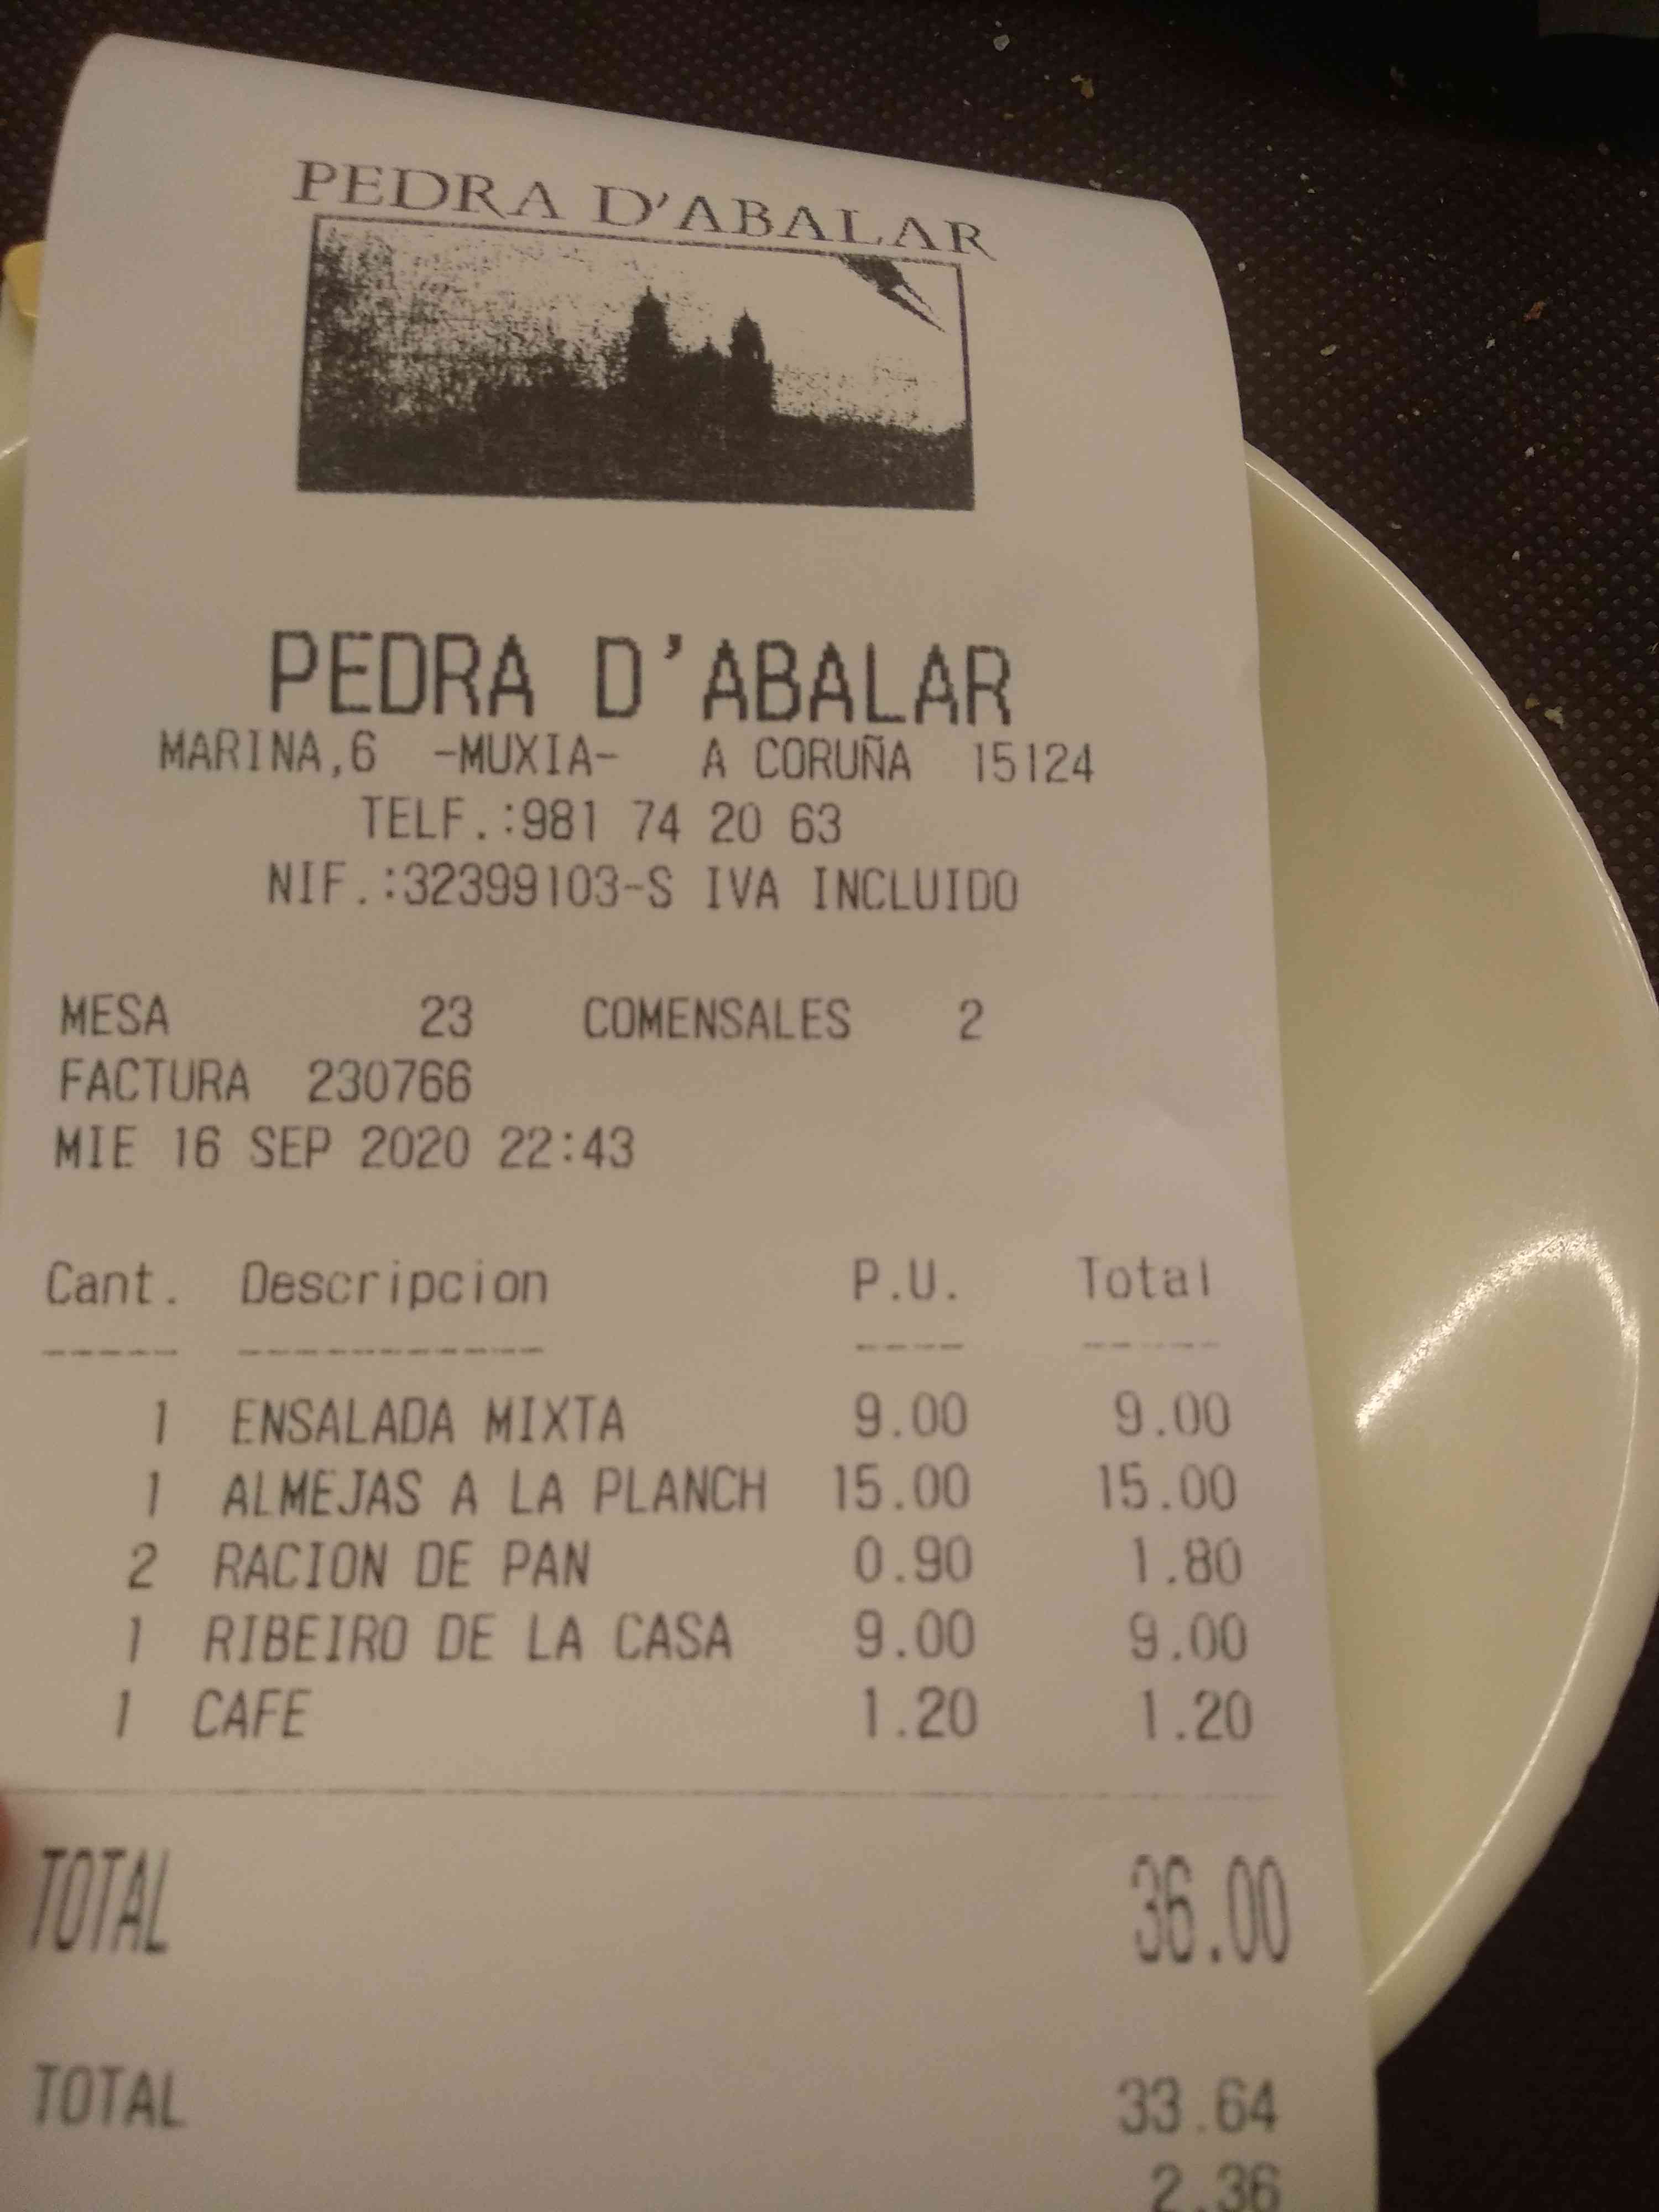 PEDRA D'ABALAR
PEDRA D'ABALAR
MARINA,6 -MUXIA- A CORUÑA 15124
TELF.:981 74 20 63
NIF.:32399103-S IVA INCLUIDO
MESA 23 COMENSALES 2
FACTURA 230766
MIE 16 SEP 2020 22:43
Cant. Descripcion P.U. Total
1 ENSALADA MIXTA 9.00 9.00
1 ALMEJAS A LA PLANCH 15.00 15.00
2 RACION DE PAN 0.90 1.80
1 RIBEIRO DE LA CASA 9.00 9.00
1 CAFE 1.20 1.20
TOTAL 36.00
TOTAL 33.64
2.36